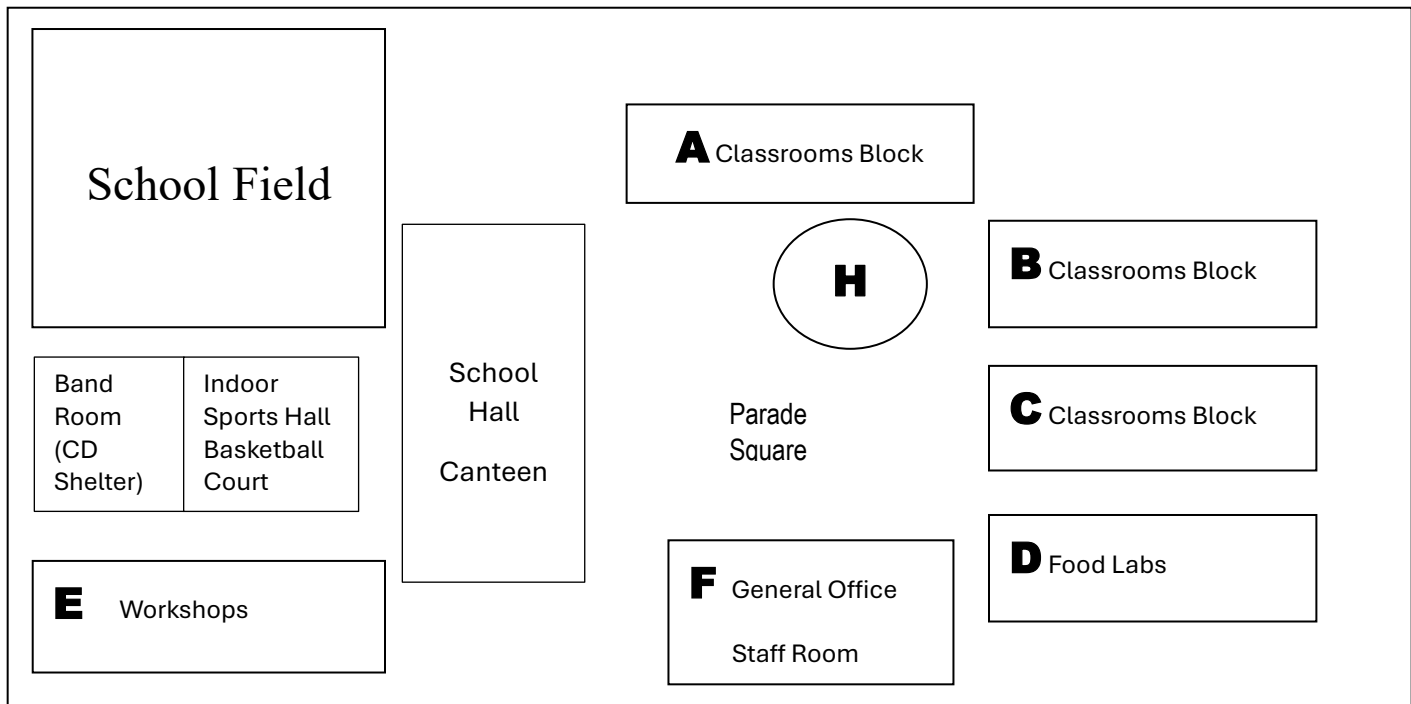 School Field
A Classrooms Block
H
B Classrooms Block
Band
Room
(CD
Shelter)
Indoor
Sports Hall
Basketball
Court
School
Hall
Canteen
Parade
Square
C Classrooms Block
E Workshops
F General Office
Staff Room
D Food Labs